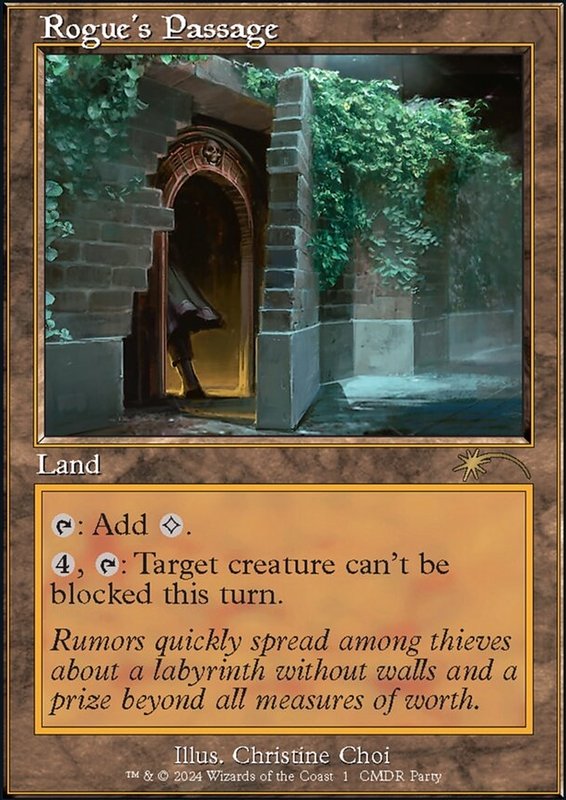 Rogue's Passage
Land
: Add .
4, : Target creature can't be
blocked this turn.
Rumors quickly spread among thieves
about a labyrinth without walls and a
prize beyond all measures of worth.
Illus. Christine Choi
™ & © 2024 Wizards of the Coast 1 CMDR Party